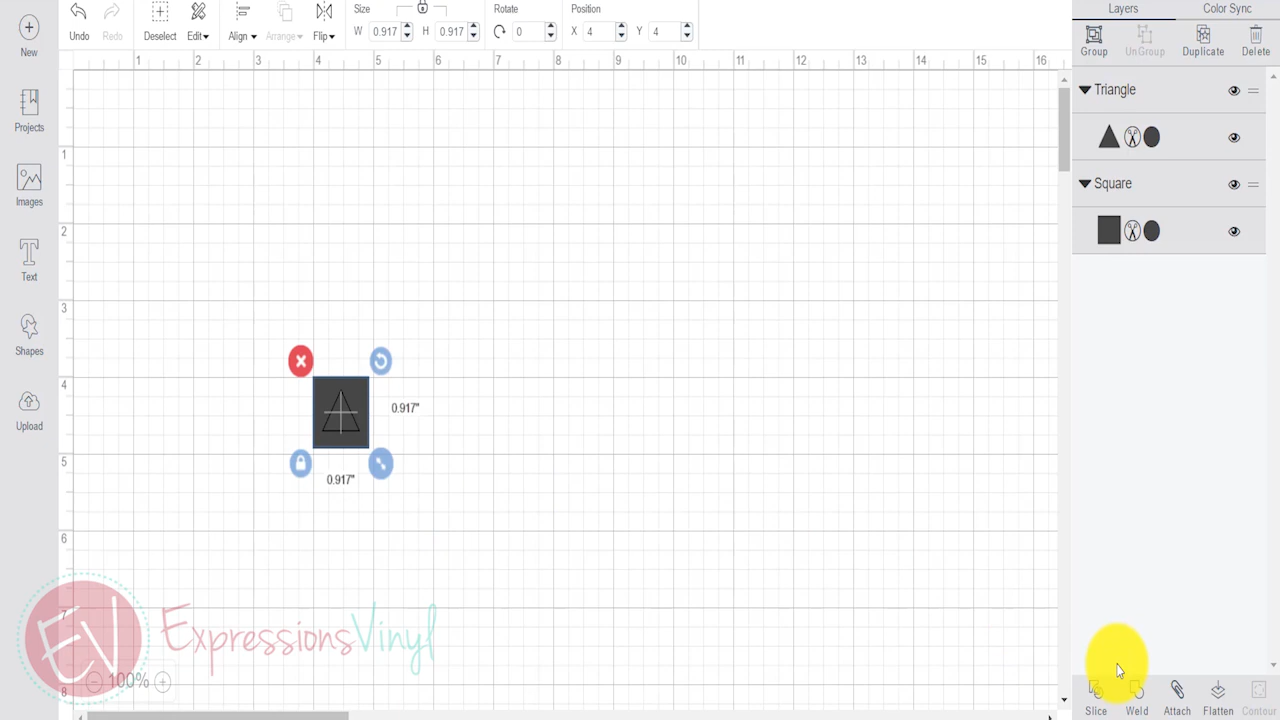 Size
Rotate
Position
Layers
Color Sync
W 0.917 H 0.917
0
X 4 Y 4
New
Undo
Redo
Deselect
Edit
Align
Arrange
Flip
Group
UnGroup
Duplicate
Delete
1 2 3 4 5 6 7 8 9 10 11 12 13 14 15 16
Projects
Images
Text
Shapes
Upload
1
2
3
4
5
6
7
8
Triangle
Square
0.917"
0.917"
EV ExpressionsVinyl
100%
Slice
Weld
Attach
Flatten
Contour